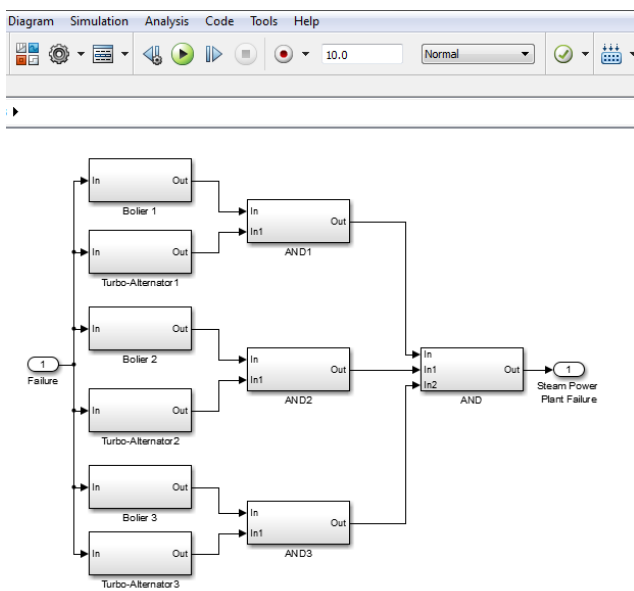 Diagram Simulation Analysis Code Tools Help
10.0 Normal
In Out
Bolier 1
In Out
Turbo-Alternator1
In Out
In1
AND1
In Out
Bolier 2
In Out
Turbo-Alternator2
In Out
In1
AND2
1
Failure
In Out
In1
In2
AND
1
Steam Power
Plant Failure
In Out
Bolier 3
In Out
Turbo-Alternator3
In Out
In1
AND3